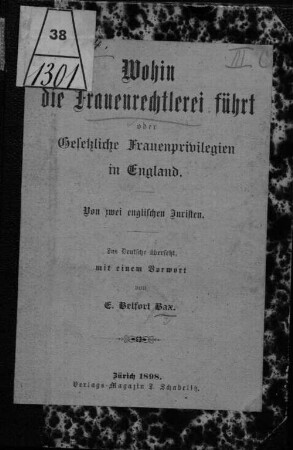 38
1301
III C
Wohin
die Frauenrechtlerei führt
oder
Gesetzliche Frauenprivilegien
in England.
Von zwei englischen Juristen.
Ins Deutsche übersetzt,
mit einem Vorwort
von
E. Belfort Bax.
Zürich 1898.
Verlags-Magazin J. Schabelitz.